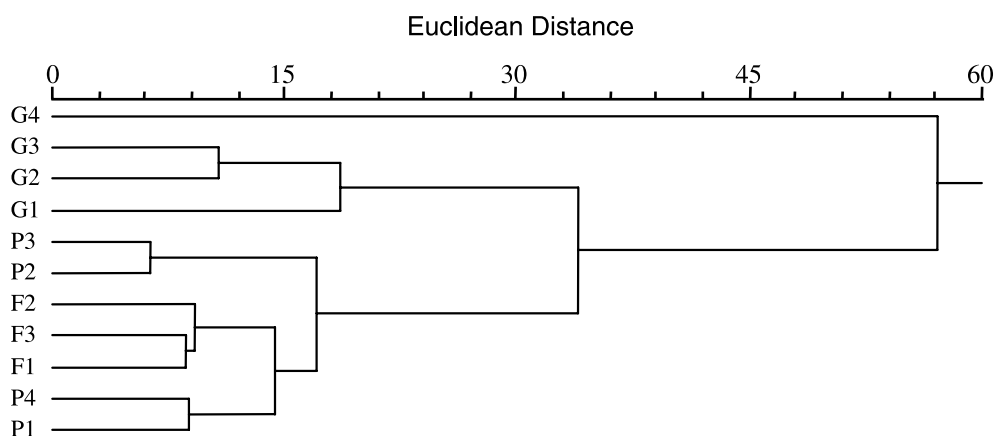 Euclidean Distance
0 15 30 45 60
G4
G3
G2
G1
P3
P2
F2
F3
F1
P4
P1